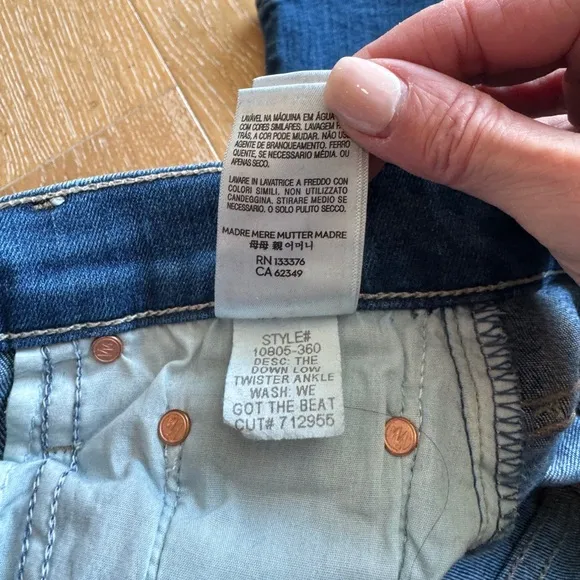 LAVÁVEL NA MÁQUINA EM ÁGUA
COM CORES SIMILARES. LAVAGEM
TRÁS, A COR PODE MUDAR. NÃO US
AGENTE DE BRANQUEAMENTO. FERRO
QUENTE, SE NECESSARIO MÉDIA. OU
APENAS SECO.
LAVARE IN LAVATRICE A FREDDO CON
COLORI SIMILI. NON UTILIZZATO
CANDEGGINA. STIRARE MEDIO SE
NECESSARIO. O SOLO PULITO SECCO.
MADRE MERE MUTTER MADRE
母母 親 어머니
RN 133376
CA 62349
STYLE#
10805-360
DESC: THE
DOWN LOW
TWISTER ANKLE
WASH: WE
GOT THE BEAT
CUT# 712955